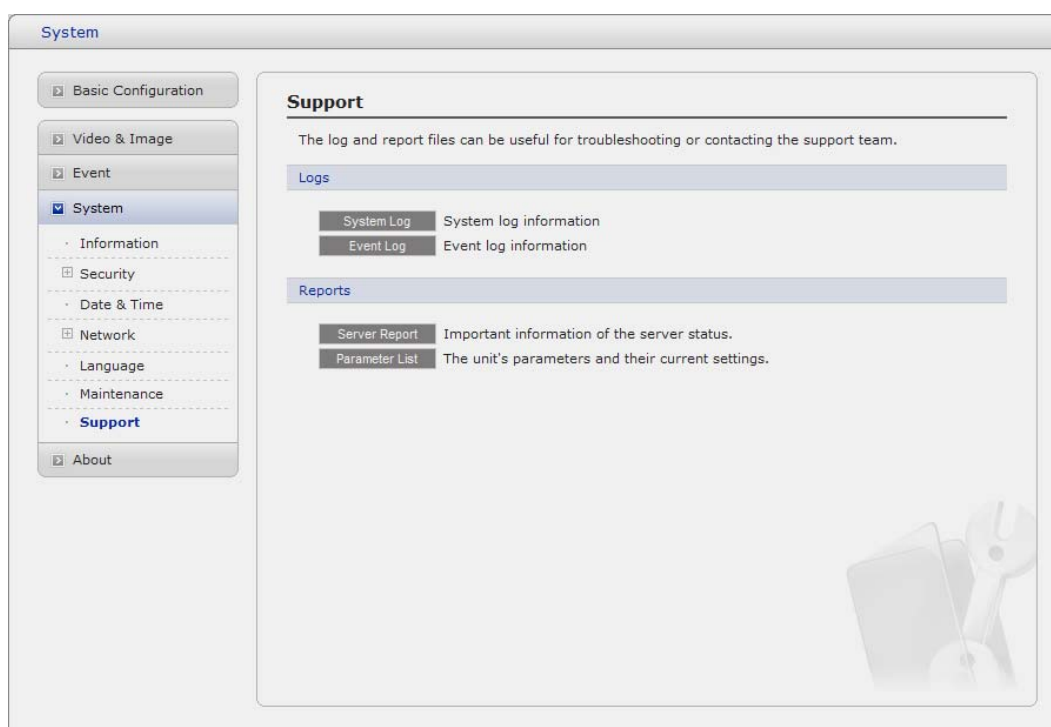 System
Basic Configuration
Video & Image
Event
System
Information
Security
Date & Time
Network
Language
Maintenance
Support
About
Support
The log and report files can be useful for troubleshooting or contacting the support team.
Logs
System Log System log information
Event Log Event log information
Reports
Server Report Important information of the server status.
Parameter List The unit's parameters and their current settings.